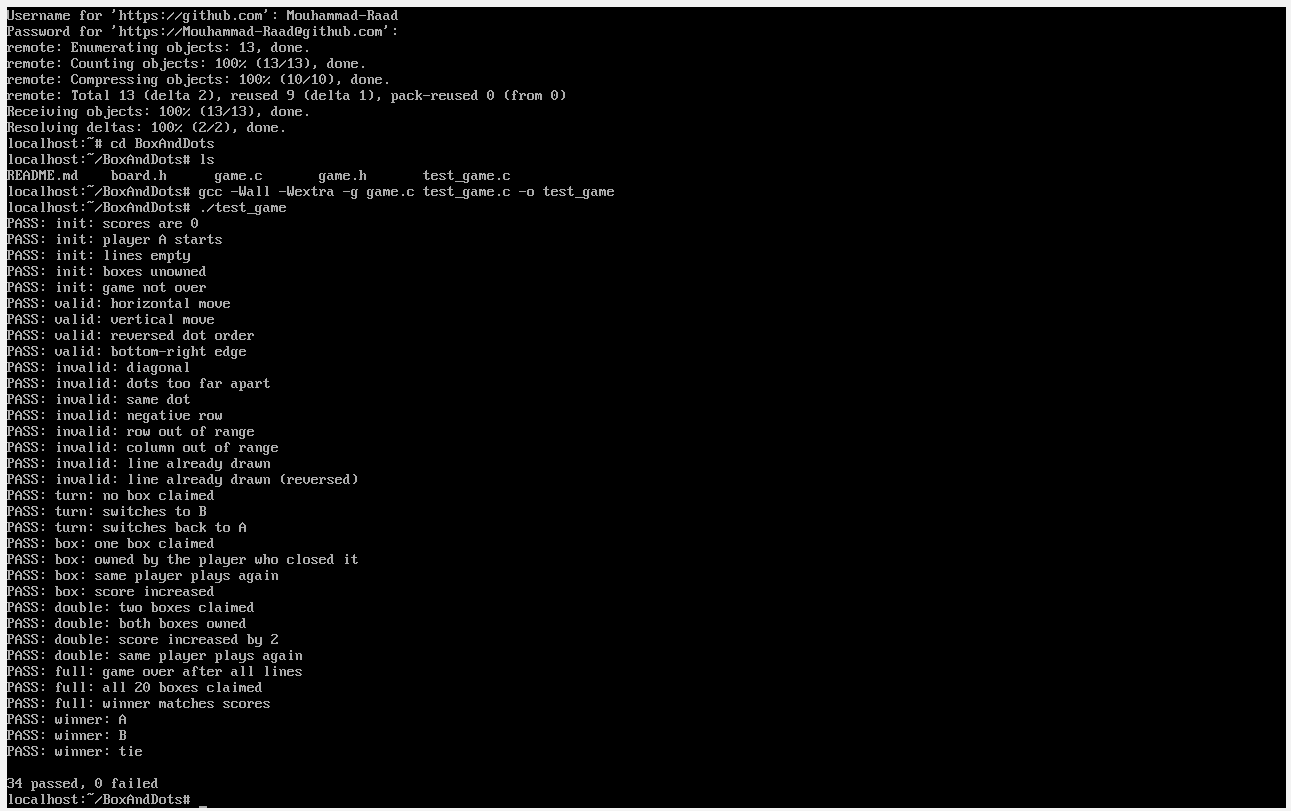 Username for 'https://github.com': Mouhammad-Raad
Password for 'https://Mouhammad-Raad@github.com':
remote: Enumerating objects: 13, done.
remote: Counting objects: 100% (13/13), done.
remote: Compressing objects: 100% (10/10), done.
remote: Total 13 (delta 2), reused 9 (delta 1), pack-reused 0 (from 0)
Receiving objects: 100% (13/13), done.
Resolving deltas: 100% (2/2), done.
localhost:~# cd BoxAndDots
localhost:~/BoxAndDots# ls
README.md    board.h      game.c       game.h       test_game.c
localhost:~/BoxAndDots# gcc -Wall -Wextra -g game.c test_game.c -o test_game
localhost:~/BoxAndDots# ./test_game
PASS: init: scores are 0
PASS: init: player A starts
PASS: init: lines empty
PASS: init: boxes unowned
PASS: init: game not over
PASS: valid: horizontal move
PASS: valid: vertical move
PASS: valid: reversed dot order
PASS: valid: bottom-right edge
PASS: invalid: diagonal
PASS: invalid: dots too far apart
PASS: invalid: same dot
PASS: invalid: negative row
PASS: invalid: row out of range
PASS: invalid: column out of range
PASS: invalid: line already drawn
PASS: invalid: line already drawn (reversed)
PASS: turn: no box claimed
PASS: turn: switches to B
PASS: turn: switches back to A
PASS: box: one box claimed
PASS: box: owned by the player who closed it
PASS: box: same player plays again
PASS: box: score increased
PASS: double: two boxes claimed
PASS: double: both boxes owned
PASS: double: score increased by 2
PASS: double: same player plays again
PASS: full: game over after all lines
PASS: full: all 20 boxes claimed
PASS: full: winner matches scores
PASS: winner: A
PASS: winner: B
PASS: winner: tie

34 passed, 0 failed
localhost:~/BoxAndDots# _